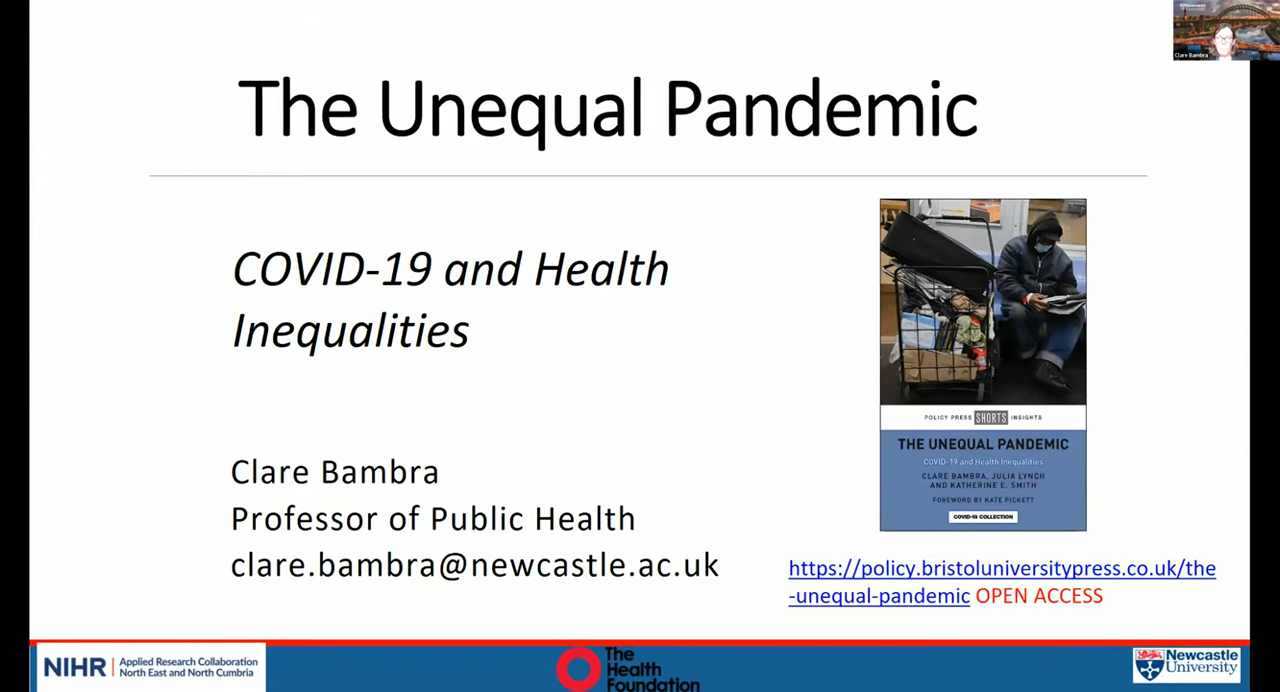 The Unequal Pandemic
COVID-19 and Health
Inequalities
Clare Bambra
Professor of Public Health
clare.bambra@newcastle.ac.uk
Clare Bambra
POLICY PRESS SHORTS INSIGHTS
THE UNEQUAL PANDEMIC
COVID-19 and Health Inequalities
CLARE BAMBRA, JULIA LYNCH
AND KATHERINE E. SMITH
FOREWORD BY KATE PICKETT
COVID-19 COLLECTION
https://policy.bristoluniversitypress.co.uk/the
-unequal-pandemic OPEN ACCESS
NIHR
Applied Research Collaboration
North East and North Cumbria
The
Health
Foundation
Newcastle
University